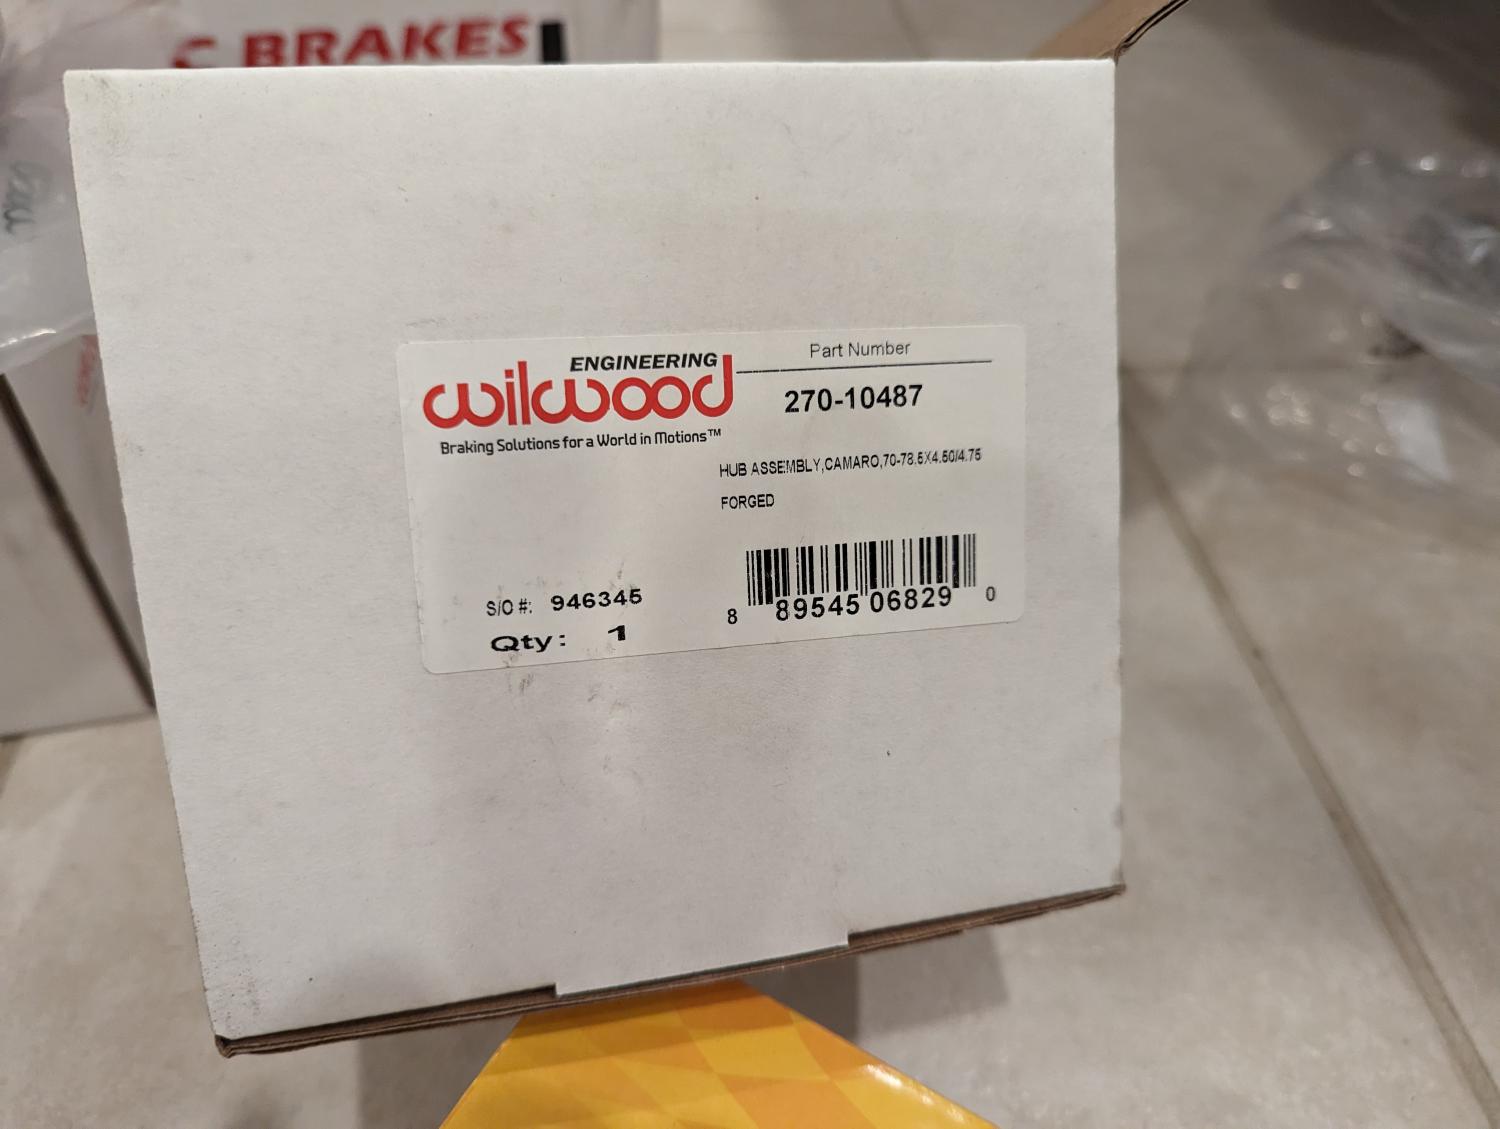 BRAKES
ENGINEERING
wilwood
Braking Solutions for a World in Motions™
Part Number
270-10487
HUB ASSEMBLY,CAMARO,70-78.5X4.50/4.75
FORGED
S/O #: 946345
Qty: 1
8 89545 06829 0